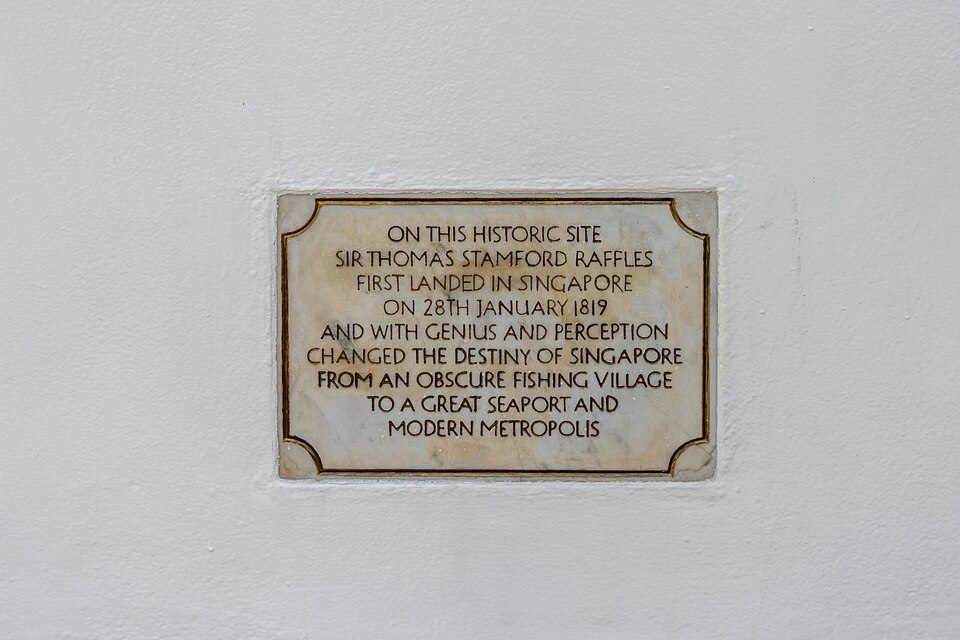 ON THIS HISTORIC SITE
SIR THOMAS STAMFORD RAFFLES
FIRST LANDED IN SINGAPORE
ON 28TH JANUARY 1819
AND WITH GENIUS AND PERCEPTION
CHANGED THE DESTINY OF SINGAPORE
FROM AN OBSCURE FISHING VILLAGE
TO A GREAT SEAPORT AND
MODERN METROPOLIS